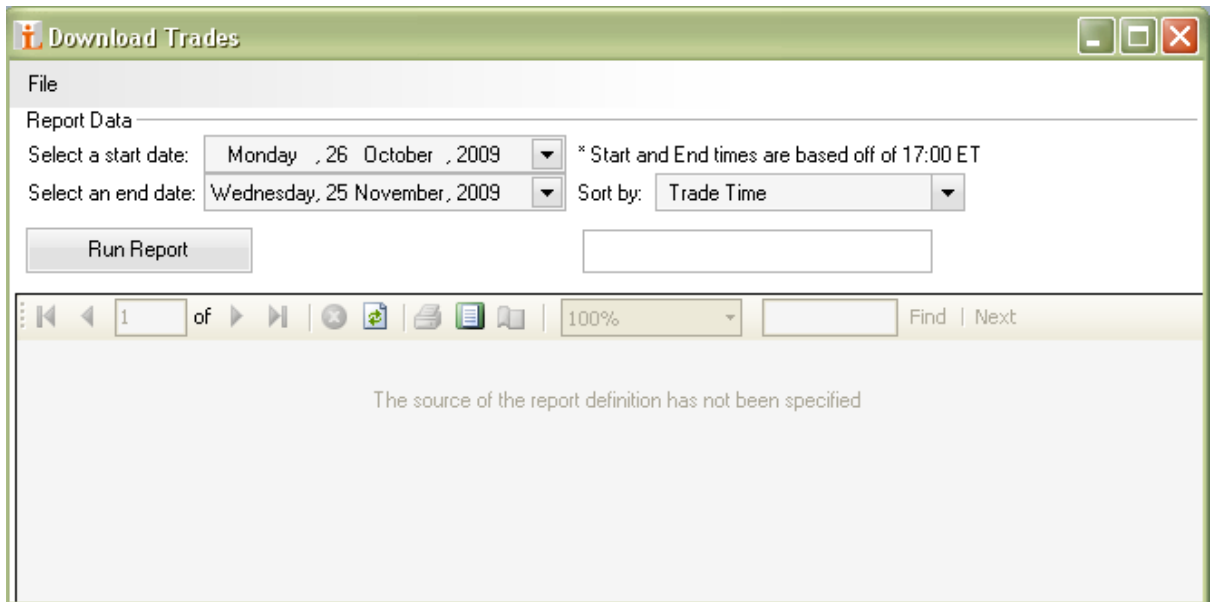 Download Trades
File
Report Data
Select a start date: Monday , 26 October , 2009 * Start and End times are based off of 17:00 ET
Select an end date: Wednesday, 25 November, 2009 Sort by: Trade Time
Run Report
1 of 100% Find | Next
The source of the report definition has not been specified